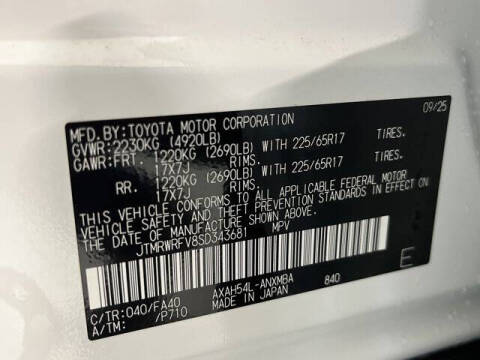 09/25
MFD.BY:TOYOTA MOTOR CORPORATION
GVWR:2230KG (4920LB)
GAWR:FRT. 1220KG (2690LB) WITH 225/65R17 TIRES.
17X7J RIMS.
RR. 1220KG (2690LB) WITH 225/65R17 TIRES.
17X7J RIMS.
THIS VEHICLE CONFORMS TO ALL APPLICABLE FEDERAL MOTOR
VEHICLE SAFETY AND BUMPER STANDARDS IN EFFECT ON
THE DATE OF MANUFACTURE SHOWN ABOVE.
JTMRWRFV8SD343681 MPV
C/TR:040/FA40 AXAH54L-ANXMBA 840
A/TM: /P710 MADE IN JAPAN
E